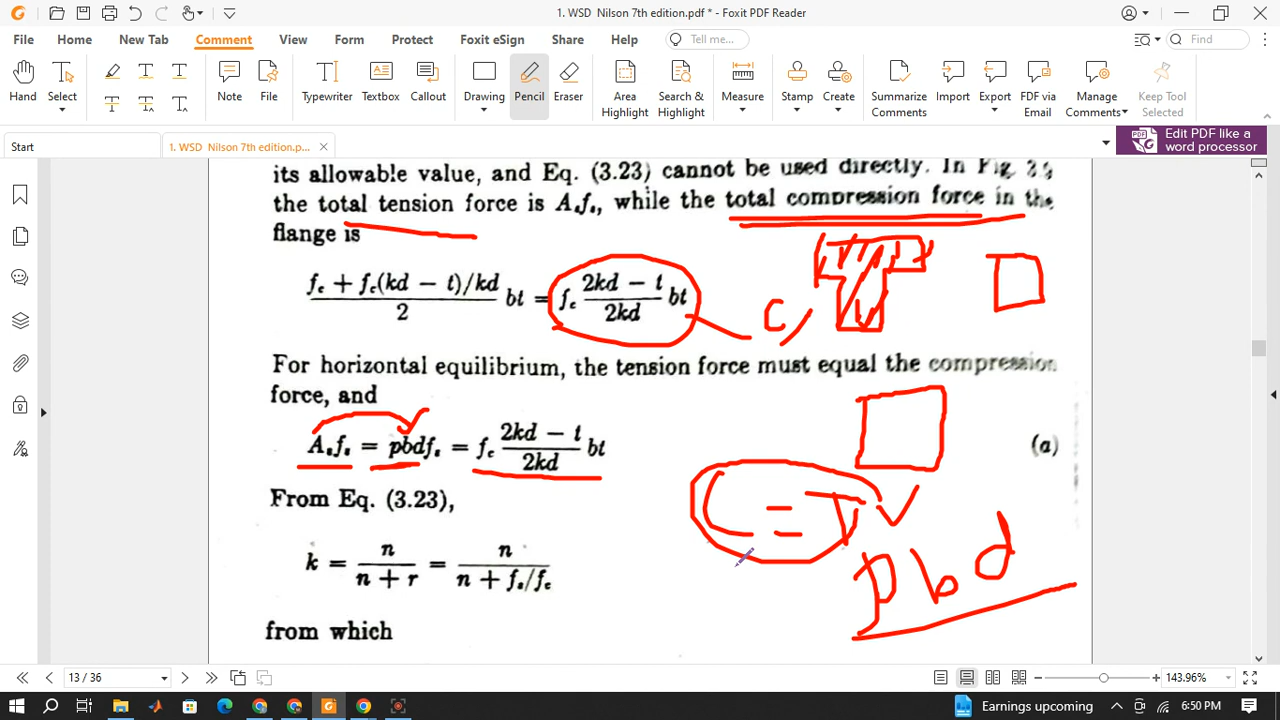 1. WSD Nilson 7th edition.pdf * - Foxit PDF Reader
File Home New Tab Comment View Form Protect Foxit eSign Share Help Tell me... Find
Hand Select Note File Typewriter Textbox Callout Drawing Pencil Eraser Area Highlight Search & Highlight Measure Stamp Create Summarize Comments Import Export PDF via Email Manage Comments Keep Tool Selected
Start 1. WSD Nilson 7th edition.p... Edit PDF like a word processor
its allowable value, and Eq. (3.23) cannot be used directly. In Fig.
the total tension force is Aₛfₛ, while the total compression force in the
flange is
(f_c + f_c(kd − t)/kd)/2 bt = f_c (2kd − t)/2kd bt
C,
For horizontal equilibrium, the tension force must equal the compression
force, and
Aₛfₛ = pbdfₛ = f_c (2kd − t)/2kd bt (a)
From Eq. (3.23),
C = T
pbd
k = n/(n + r) = n/(n + fₛ/f_c)
from which
13 / 36 143.96%
Earnings upcoming 6:50 PM